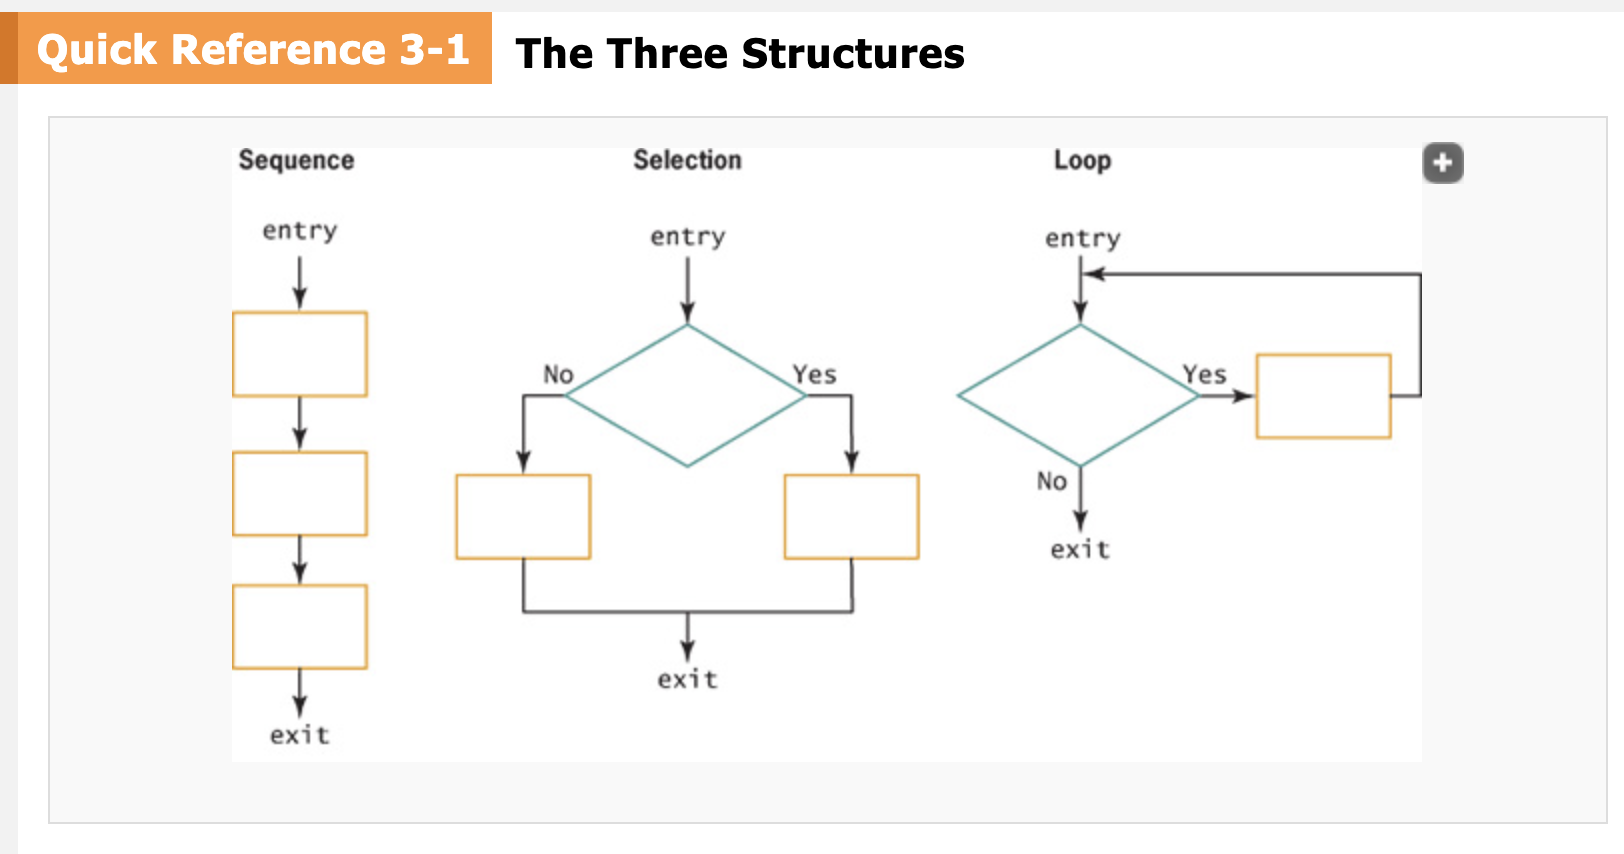 Quick Reference 3-1 The Three Structures
Sequence Selection Loop
entry entry entry
No Yes Yes
No
exit
exit
exit